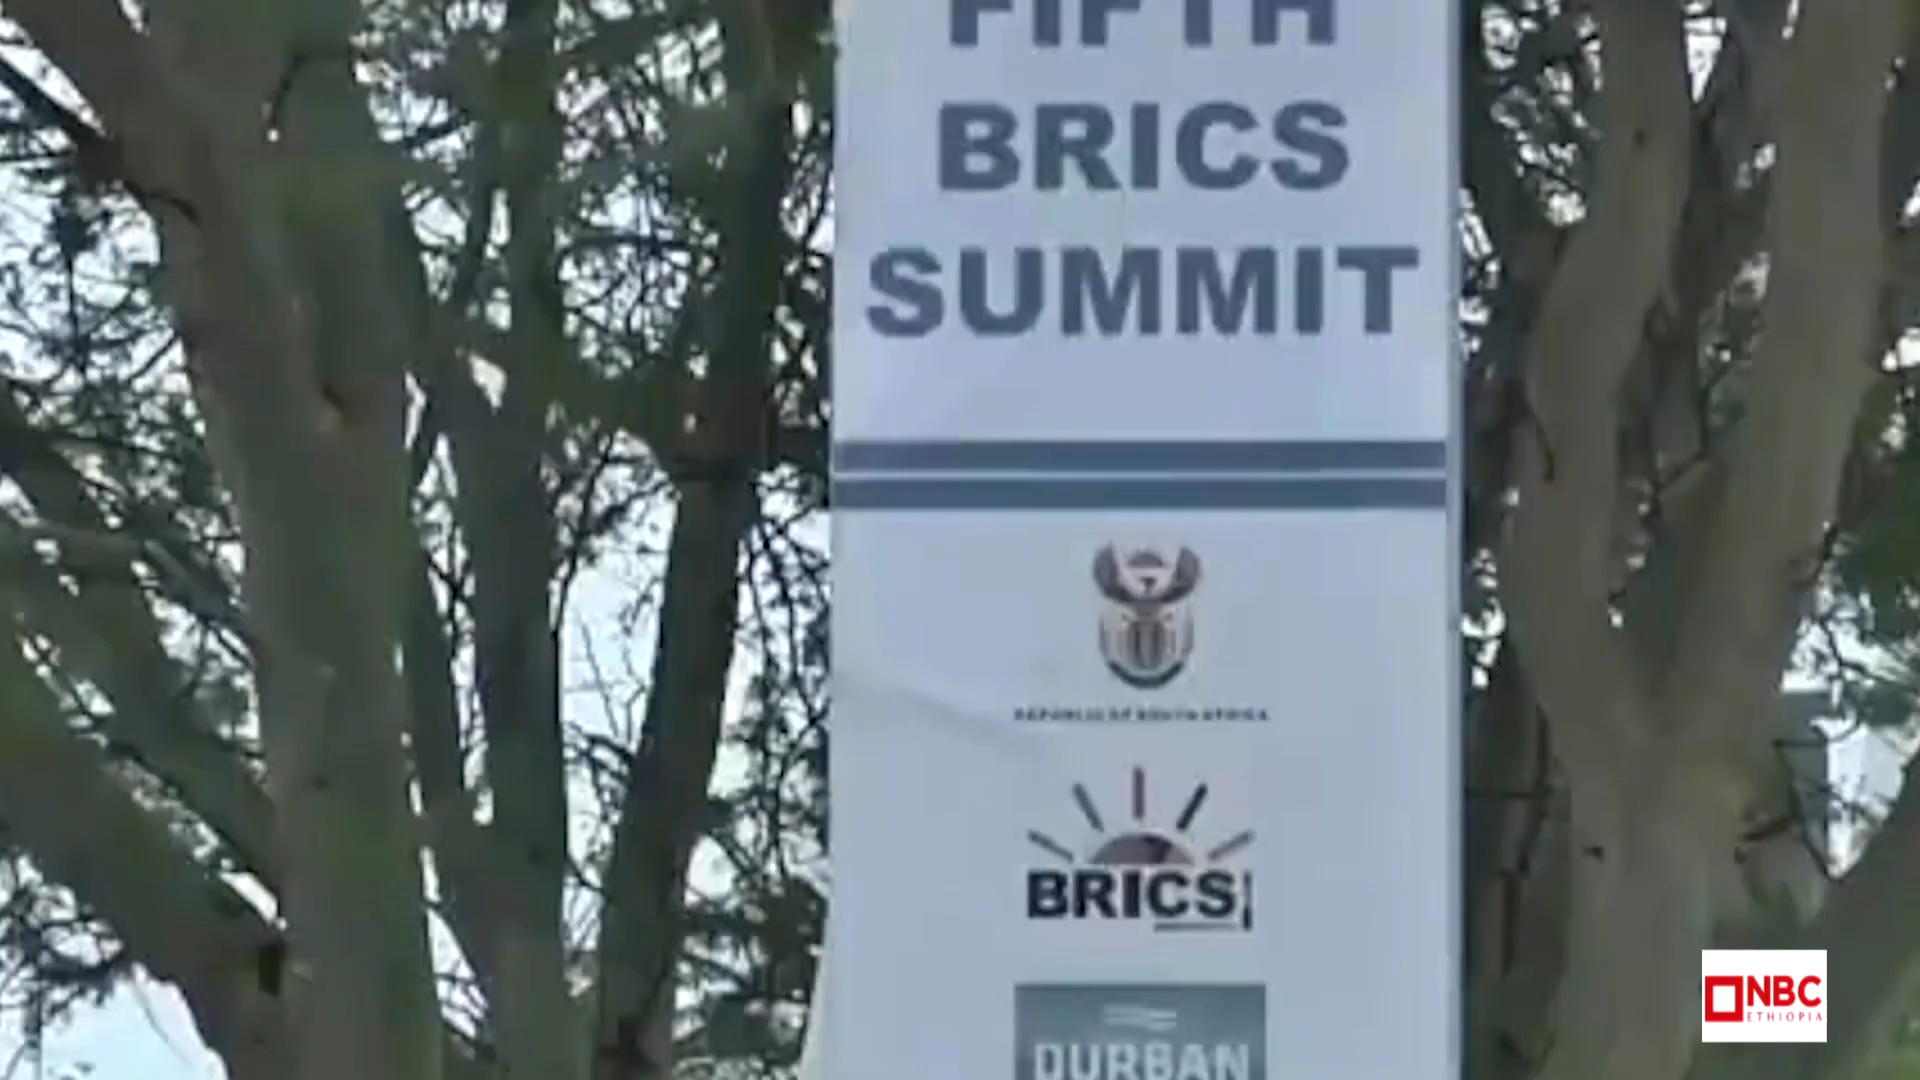 FIFTH
BRICS
SUMMIT
REPUBLIC OF SOUTH AFRICA
BRICS
DURBAN
NBC
ETHIOPIA